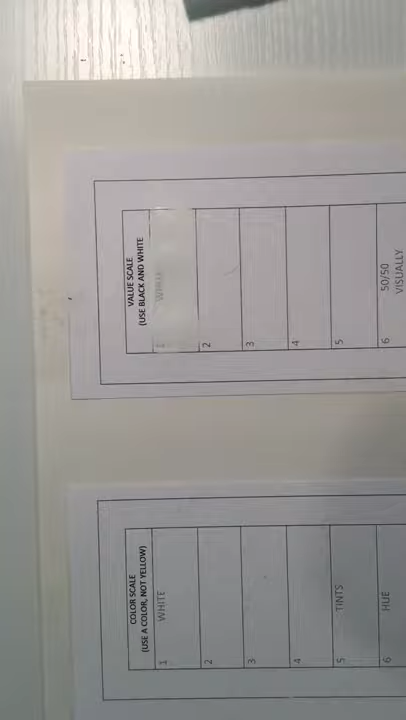 VALUE SCALE
(USE BLACK AND WHITE
1 WHITE
2
3
4
5
6 50/50
VISUALLY
COLOR SCALE
(USE A COLOR, NOT YELLOW)
1 WHITE
2
3
4
5 TINTS
6 HUE